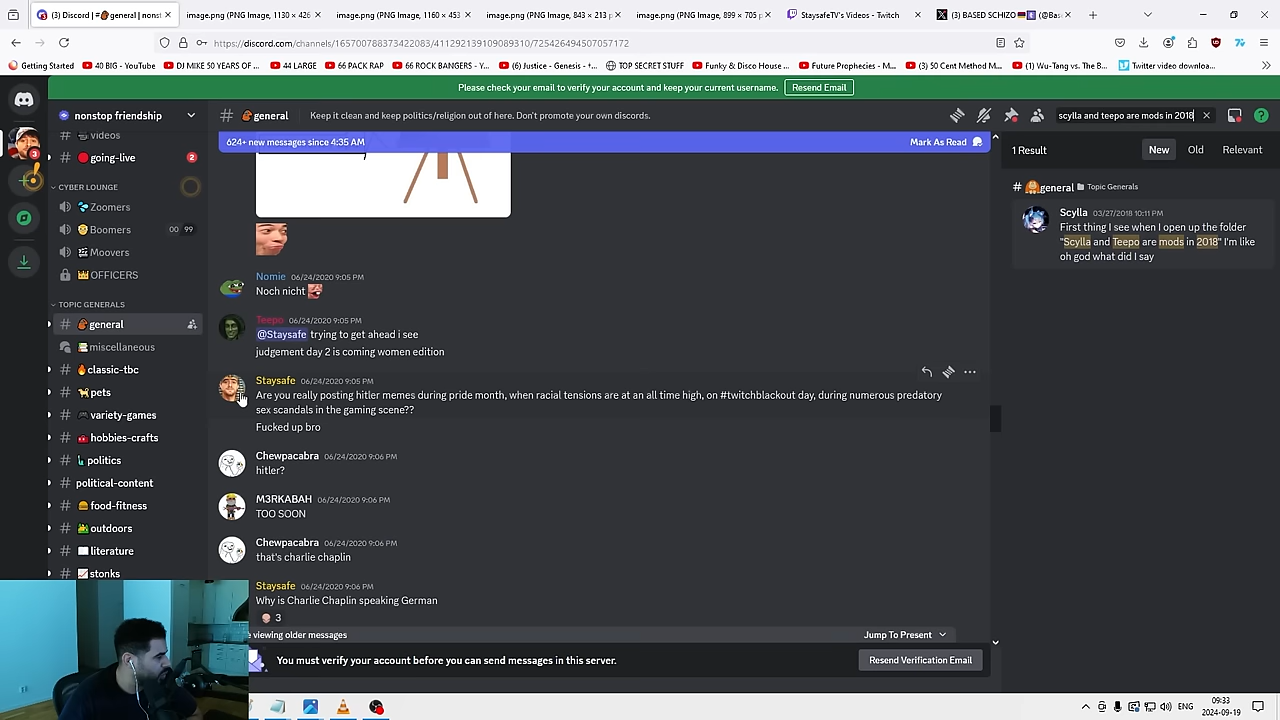 (3) Discord | #general | nonst
image.png (PNG Image, 1130 × 426
image.png (PNG Image, 1160 × 453
image.png (PNG Image, 843 × 213 p
image.png (PNG Image, 895 × 705
StaysafeTV's Videos - Twitch
(3) BASED SCHIZO (@Bas
https://discord.com/channels/165700788373422083/411292139109089310/725426494507057172
Getting Started
40 BIG - YouTube
DJ MIKE 50 YEARS OF ...
44 LARGE
66 PACK RAP
66 ROCK BANGERS - Y...
(6) Justice - Genesis - +...
TOP SECRET STUFF
Funky & Disco House ...
Future Prophecies - M...
(3) 50 Cent Method M...
(1) Wu-Tang vs. The B...
Twitter video downloa...
Please check your email to verify your account and keep your current username.
Resend Email
nonstop friendship
# general
Keep it clean and keep politics/religion out of here. Don't promote your own discords.
scylla and teepo are mods in 2018
624+ new messages since 4:35 AM
Mark As Read
1 Result
New
Old
Relevant
videos
going-live
2
CYBER LOUNGE
Zoomers
Boomers
00 99
Moovers
OFFICERS
TOPIC GENERALS
general
miscellaneous
classic-tbc
pets
variety-games
hobbies-crafts
politics
political-content
food-fitness
outdoors
literature
stonks
3
Nomie 06/24/2020 9:05 PM
Noch nicht
Teepo 06/24/2020 9:05 PM
@Staysafe trying to get ahead i see
judgement day 2 is coming women edition
Staysafe 06/24/2020 9:05 PM
Are you really posting hitler memes during pride month, when racial tensions are at an all time high, on #twitchblackout day, during numerous predatory
sex scandals in the gaming scene??
Fucked up bro
Chewpacabra 06/24/2020 9:06 PM
hitler?
M3RKABAH 06/24/2020 9:06 PM
TOO SOON
Chewpacabra 06/24/2020 9:06 PM
that's charlie chaplin
Staysafe 06/24/2020 9:06 PM
Why is Charlie Chaplin speaking German
3
viewing older messages
Jump To Present
You must verify your account before you can send messages in this server.
Resend Verification Email
# general Topic Generals
Scylla 03/27/2018 10:11 PM
First thing I see when I open up the folder
"Scylla and Teepo are mods in 2018" I'm like
oh god what did I say
ENG
09:33
2024-09-19